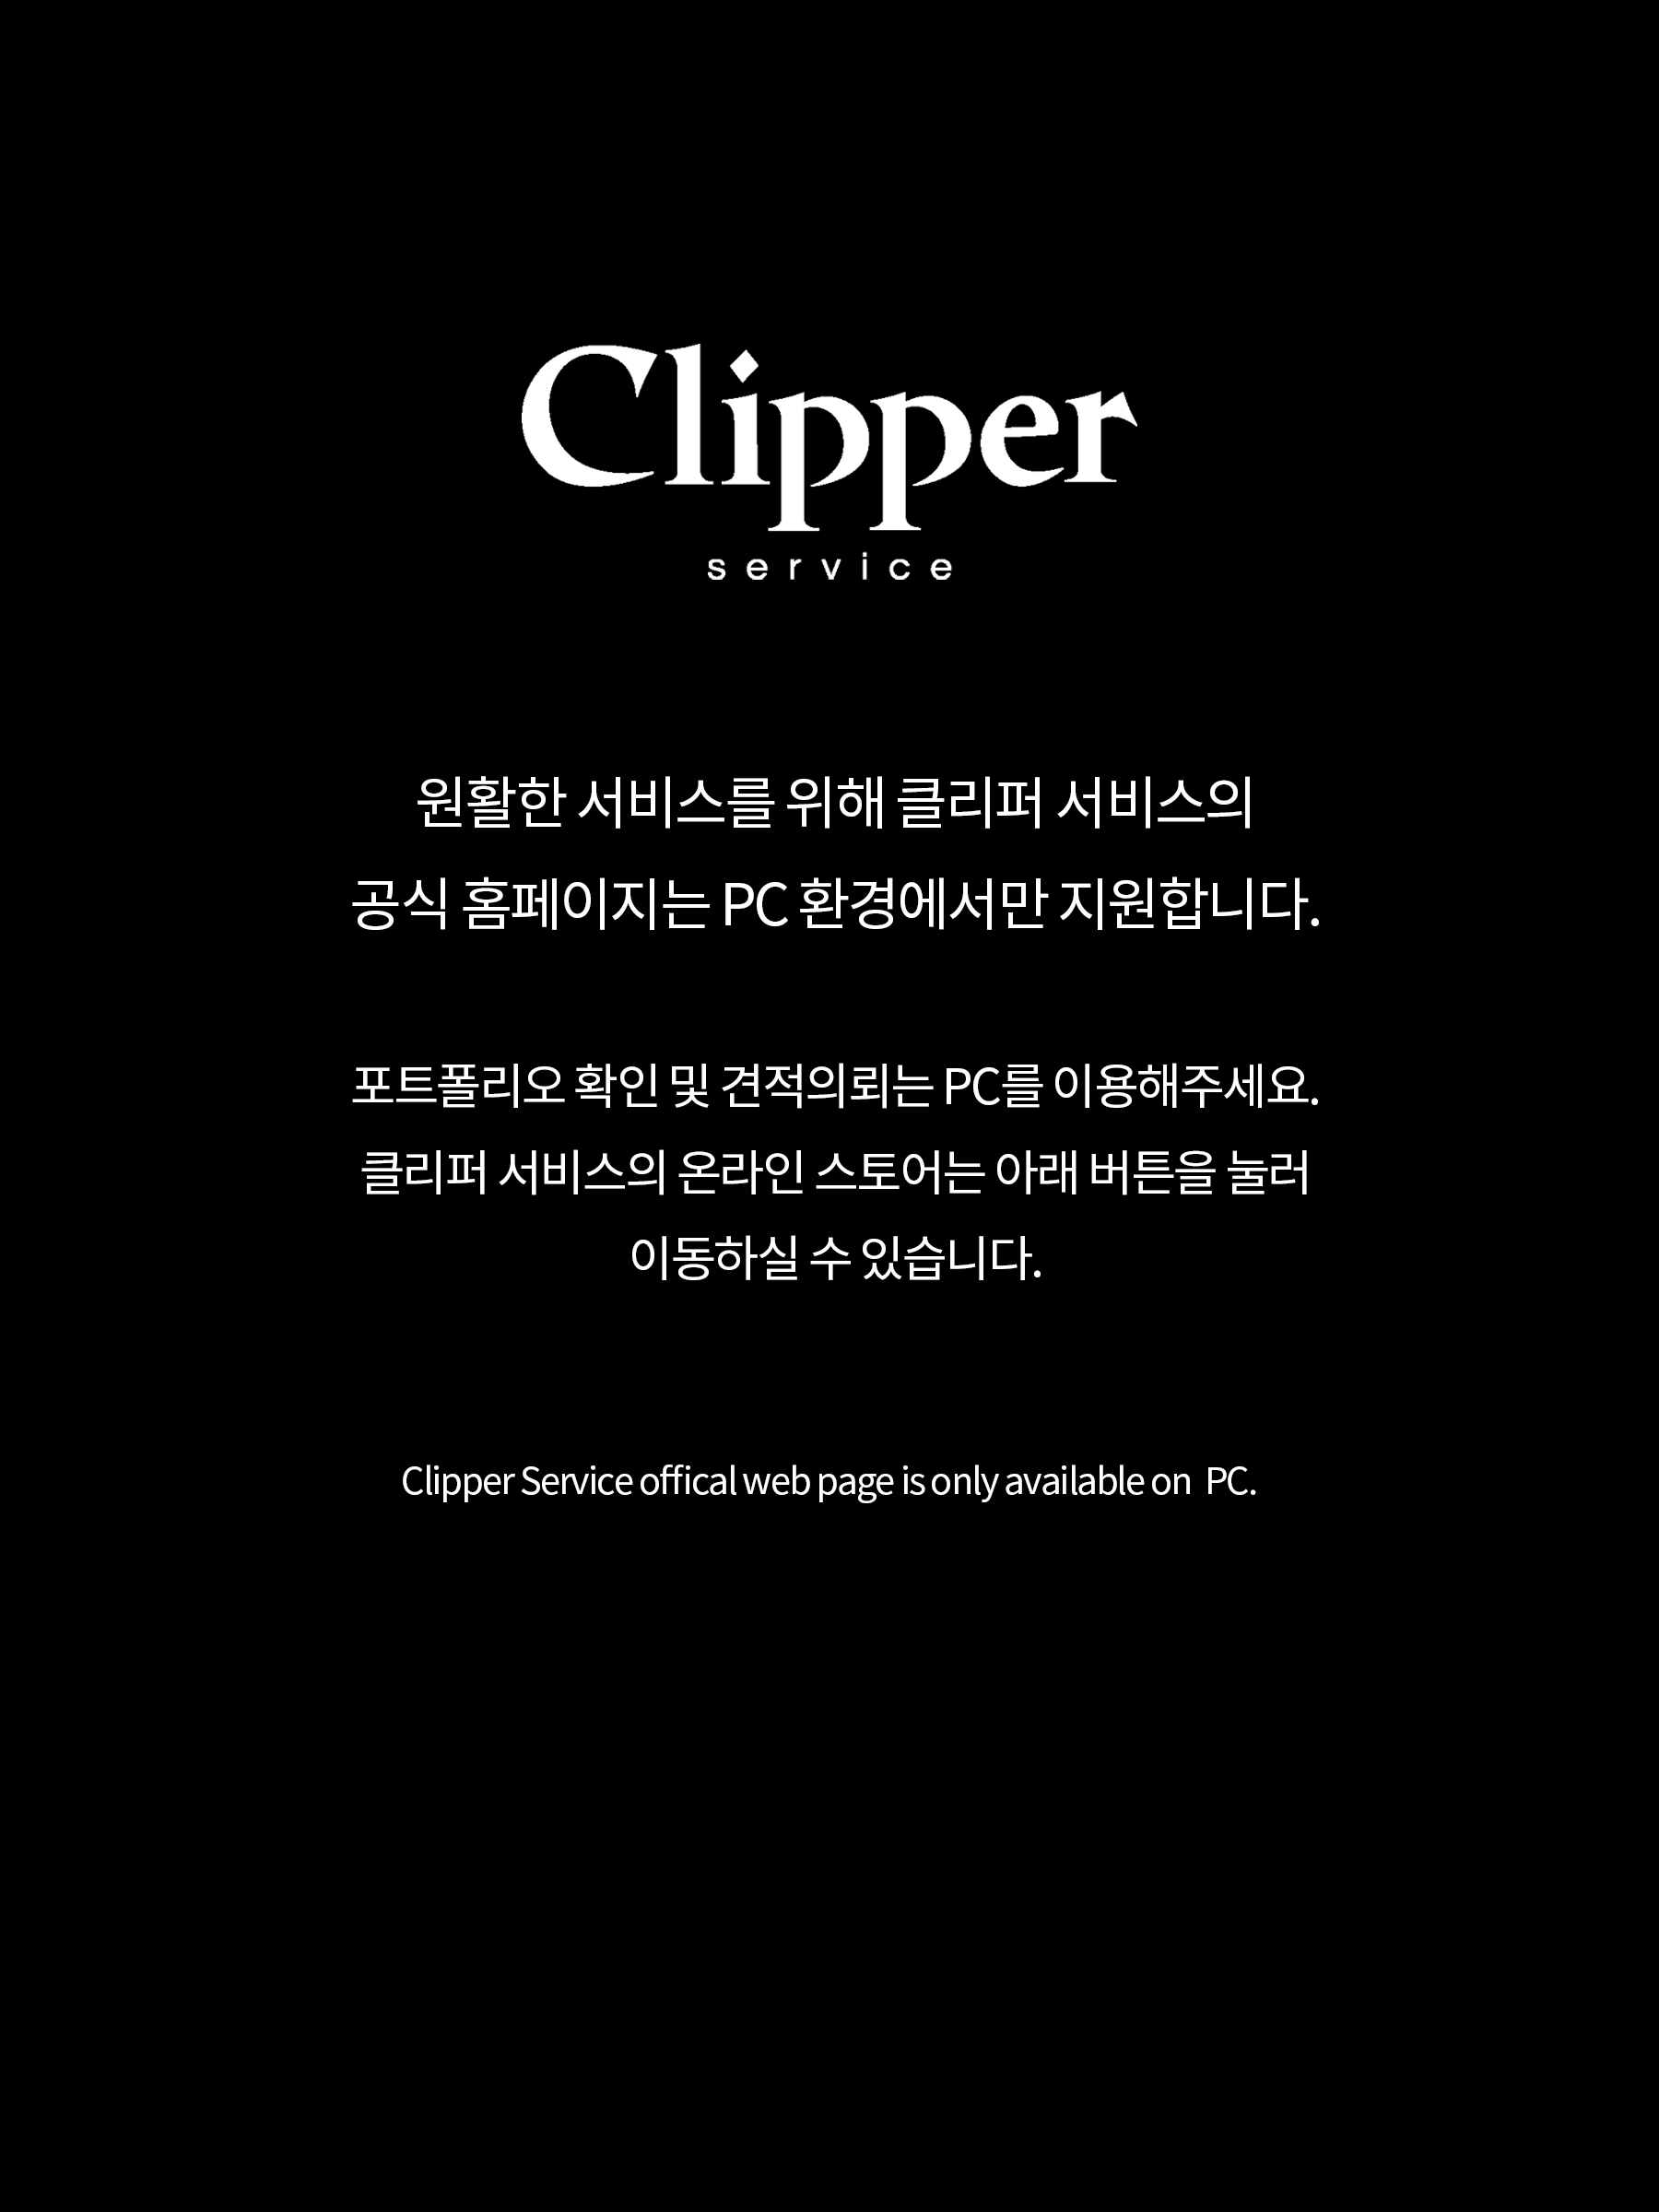 Clipper
service
원활한 서비스를 위해 클리퍼 서비스의
공식 홈페이지는 PC 환경에서만 지원합니다.
포트폴리오 확인 및 견적의뢰는 PC를 이용해주세요.
클리퍼 서비스의 온라인 스토어는 아래 버튼을 눌러
이동하실 수 있습니다.
Clipper Service offical web page is only available on PC.